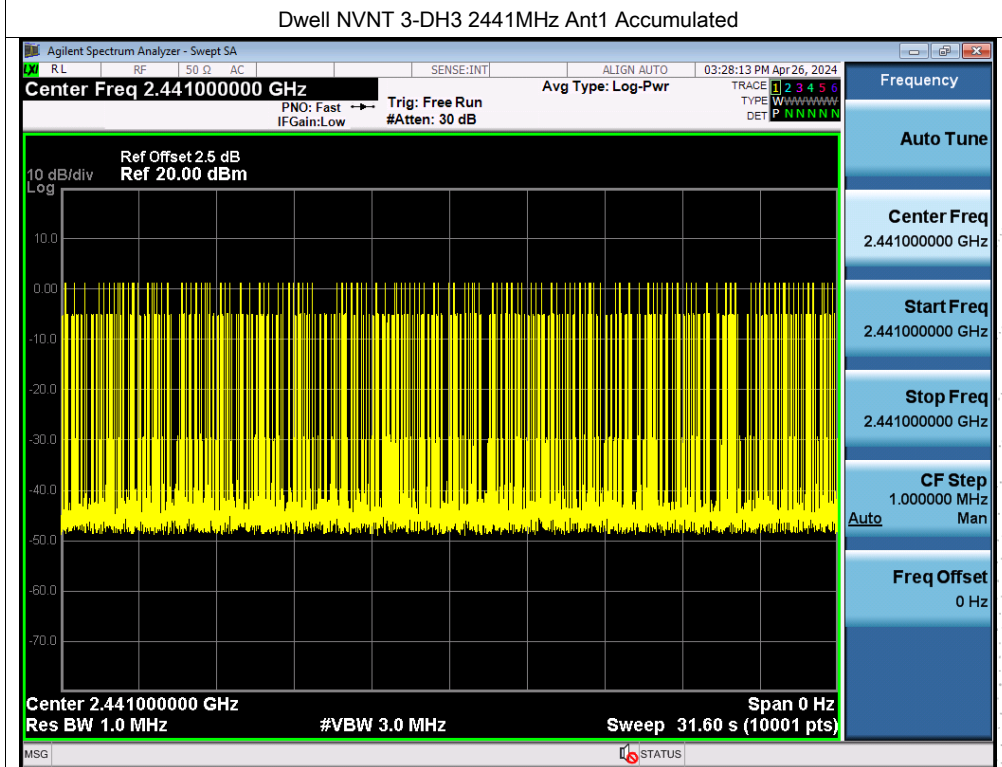 Dwell NVNT 3-DH3 2441MHz Ant1 Accumulated
Agilent Spectrum Analyzer - Swept SA
LXI RL RF 50 Ω AC SENSE:INT ALIGN AUTO 03:28:13 PM Apr 26, 2024
Center Freq 2.441000000 GHz
PNO: Fast
IFGain:Low
Trig: Free Run
#Atten: 30 dB
Avg Type: Log-Pwr
TRACE 1 2 3 4 5 6
TYPE WWWWWWW
DET P N N N N N
Ref Offset 2.5 dB
10 dB/div Ref 20.00 dBm
Log
10.0
0.00
-10.0
-20.0
-30.0
-40.0
-50.0
-60.0
-70.0
Center 2.441000000 GHz Span 0 Hz
Res BW 1.0 MHz #VBW 3.0 MHz Sweep 31.60 s (10001 pts)
MSG STATUS
Frequency
Auto Tune
Center Freq
2.441000000 GHz
Start Freq
2.441000000 GHz
Stop Freq
2.441000000 GHz
CF Step
1.000000 MHz
Auto Man
Freq Offset
0 Hz